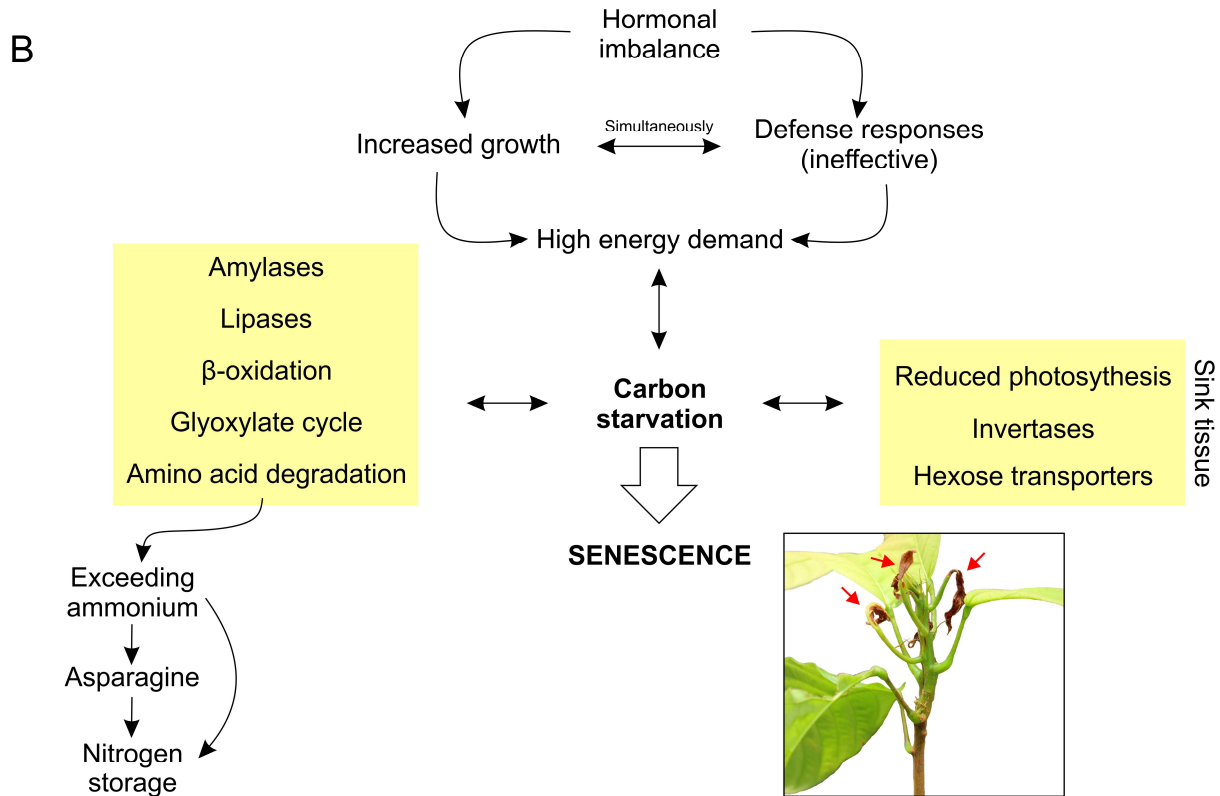 B
Hormonal
imbalance
Increased growth
Simultaneously
Defense responses
(ineffective)
High energy demand
Amylases
Lipases
β-oxidation
Glyoxylate cycle
Amino acid degradation
Carbon
starvation
Reduced photosythesis
Invertases
Hexose transporters
Sink tissue
SENESCENCE
Exceeding
ammonium
Asparagine
Nitrogen
storage